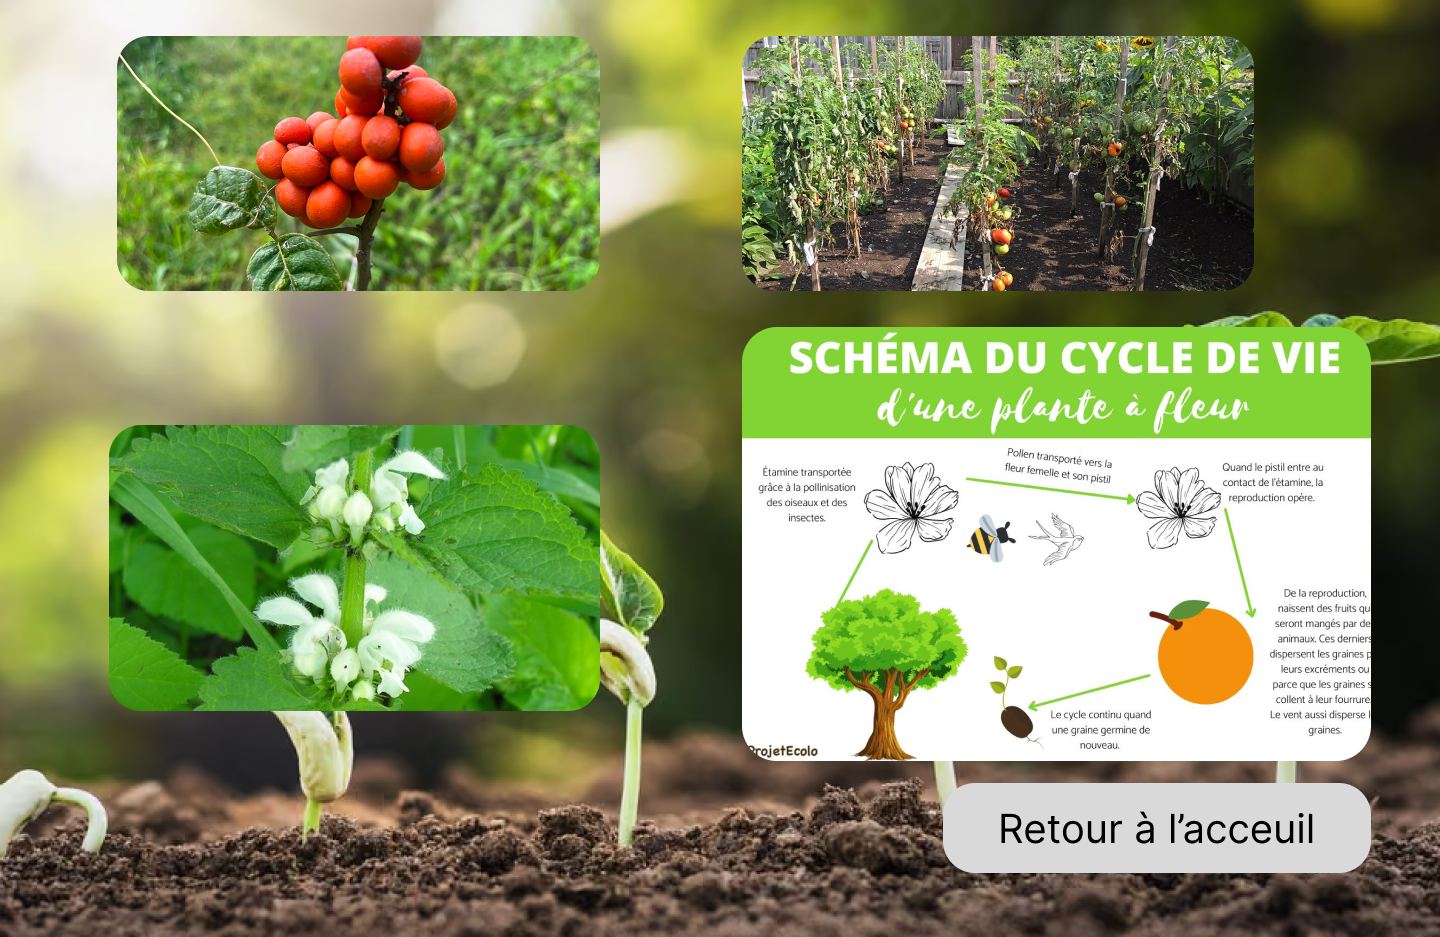 SCHÉMA DU CYCLE DE VIE
d'une plante à fleur
Étamine transportée
grâce à la pollinisation
des oiseaux et des
insectes.
Pollen transporté vers la
fleur femelle et son pistil
Quand le pistil entre au
contact de l'étamine, la
reproduction opère.
De la reproduction,
naissent des fruits qu
seront mangés par de
animaux. Ces derniers
dispersent les graines p
leurs excréments ou
parce que les graines s
collent à leur fourrure.
Le vent aussi disperse l
graines.
Le cycle continu quand
une graine germine de
nouveau.
ProjetEcolo
Retour à l’acceuil